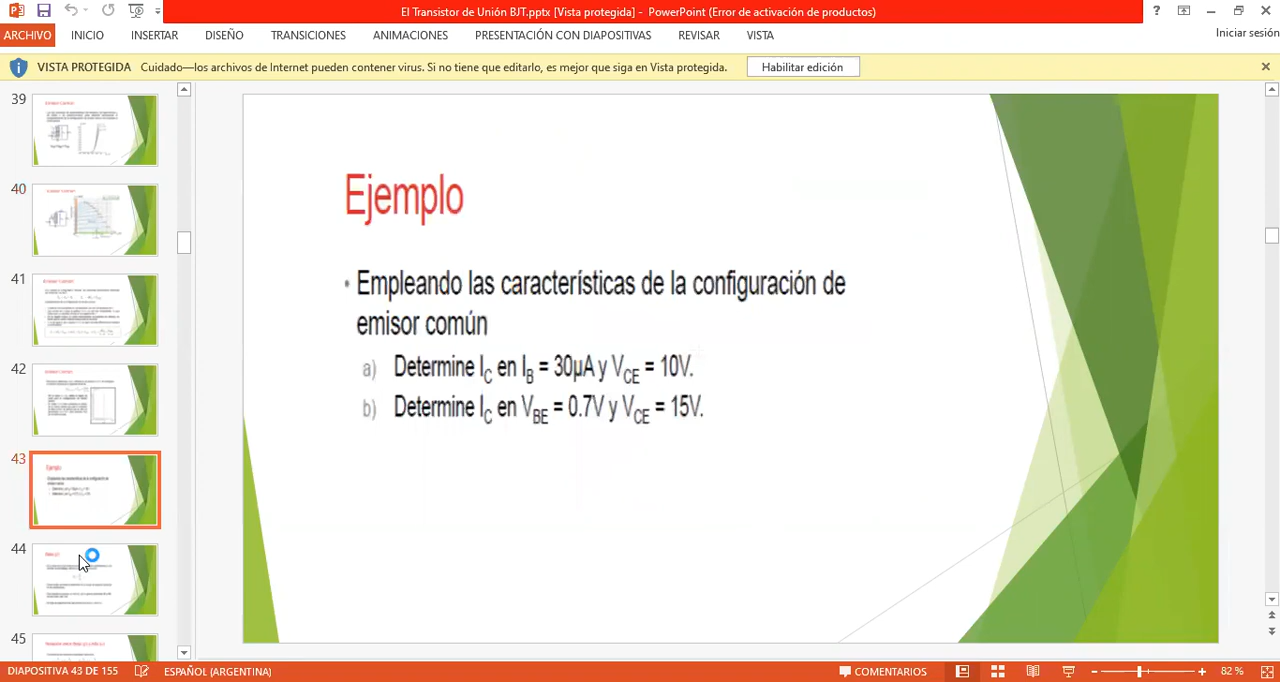 El Transistor de Unión BJT.pptx [Vista protegida] - PowerPoint (Error de activación de productos)
ARCHIVO INICIO INSERTAR DISEÑO TRANSICIONES ANIMACIONES PRESENTACIÓN CON DIAPOSITIVAS REVISAR VISTA Iniciar sesión
VISTA PROTEGIDA Cuidado—los archivos de Internet pueden contener virus. Si no tiene que editarlo, es mejor que siga en Vista protegida. Habilitar edición
39
40
41
42
43
Ejemplo
44
45
Ejemplo
• Empleando las características de la configuración de
emisor común
a) Determine IC en IB = 30µA y VCE = 10V.
b) Determine IC en VBE = 0.7V y VCE = 15V.
DIAPOSITIVA 43 DE 155 ESPAÑOL (ARGENTINA) COMENTARIOS 82 %